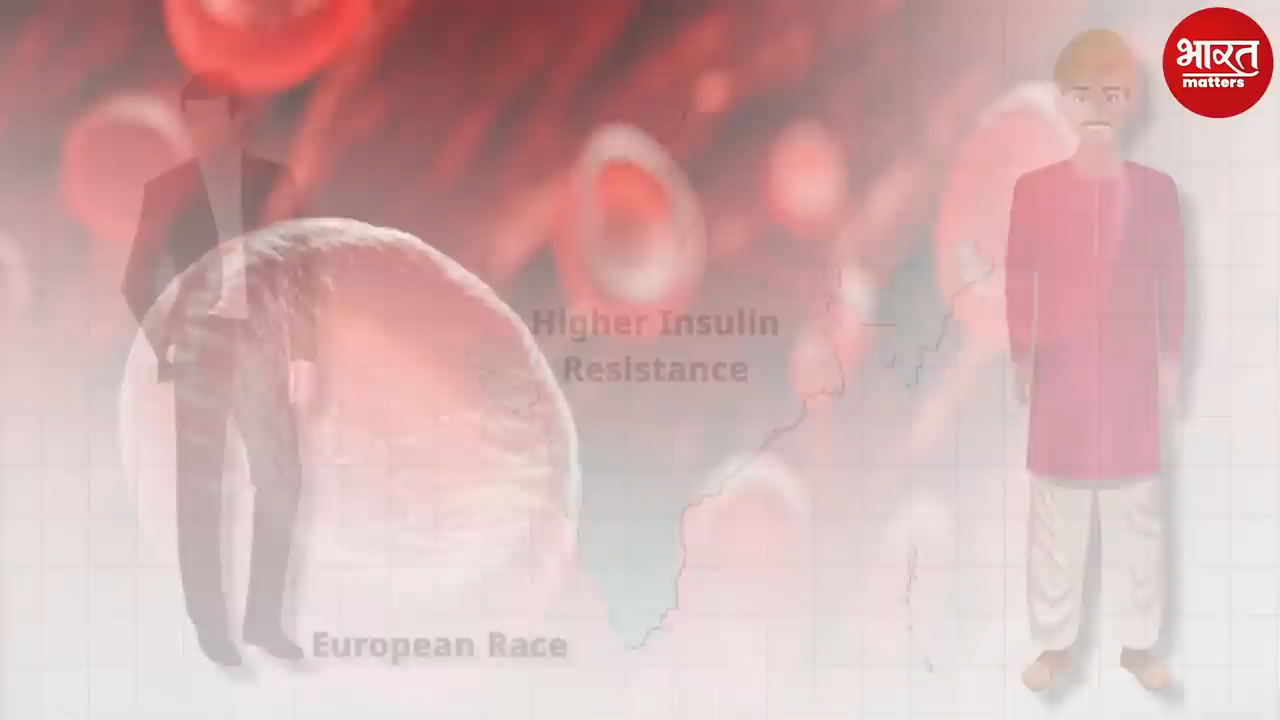 भारत
matters
Higher Insulin
Resistance
European Race